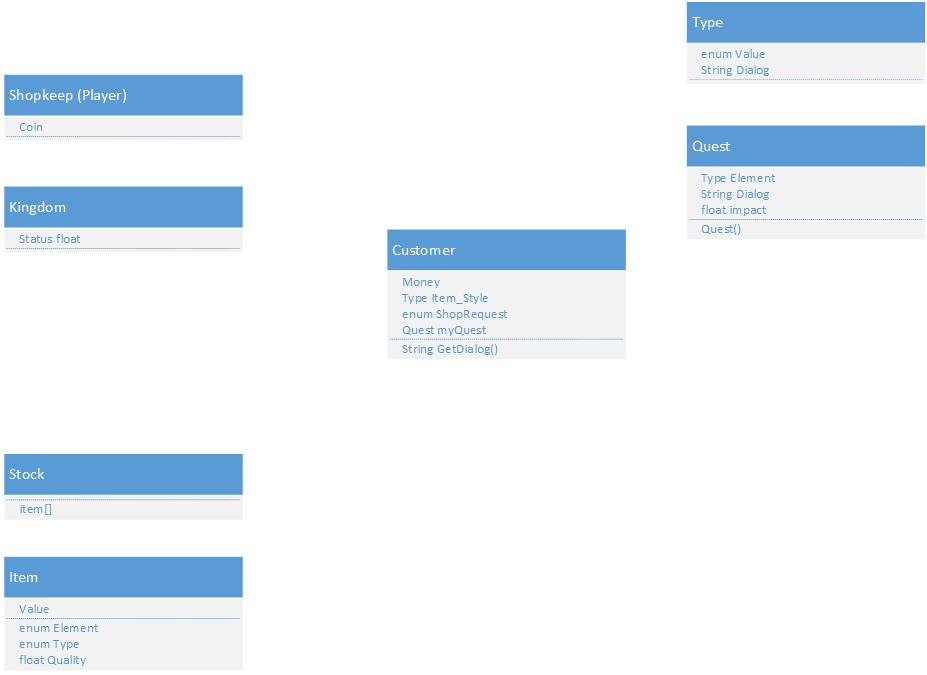 Type
enum Value
String Dialog
Shopkeep (Player)
Coin
Quest
Type Element
String Dialog
float impact
Quest()
Kingdom
Status float
Customer
Money
Type Item_Style
enum ShopRequest
Quest myQuest
String GetDialog()
Stock
Item[]
Item
Value
enum Element
enum Type
float Quality